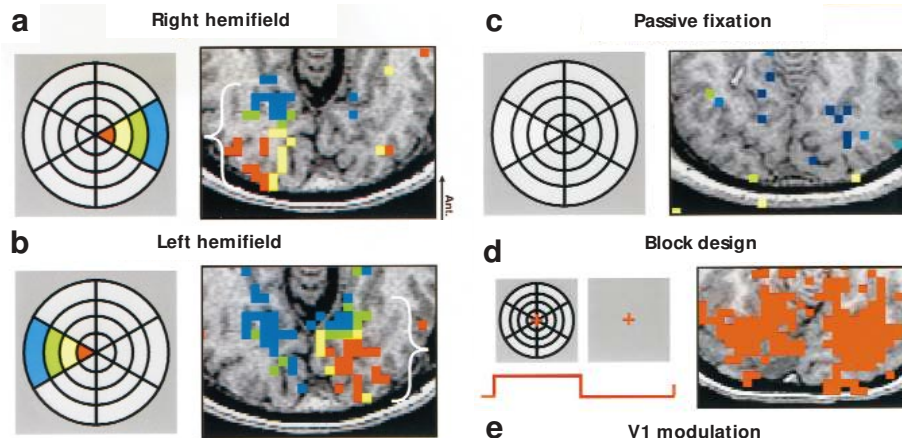 a
Right hemifield
Ant.
b
Left hemifield
c
Passive fixation
d
Block design
e
V1 modulation